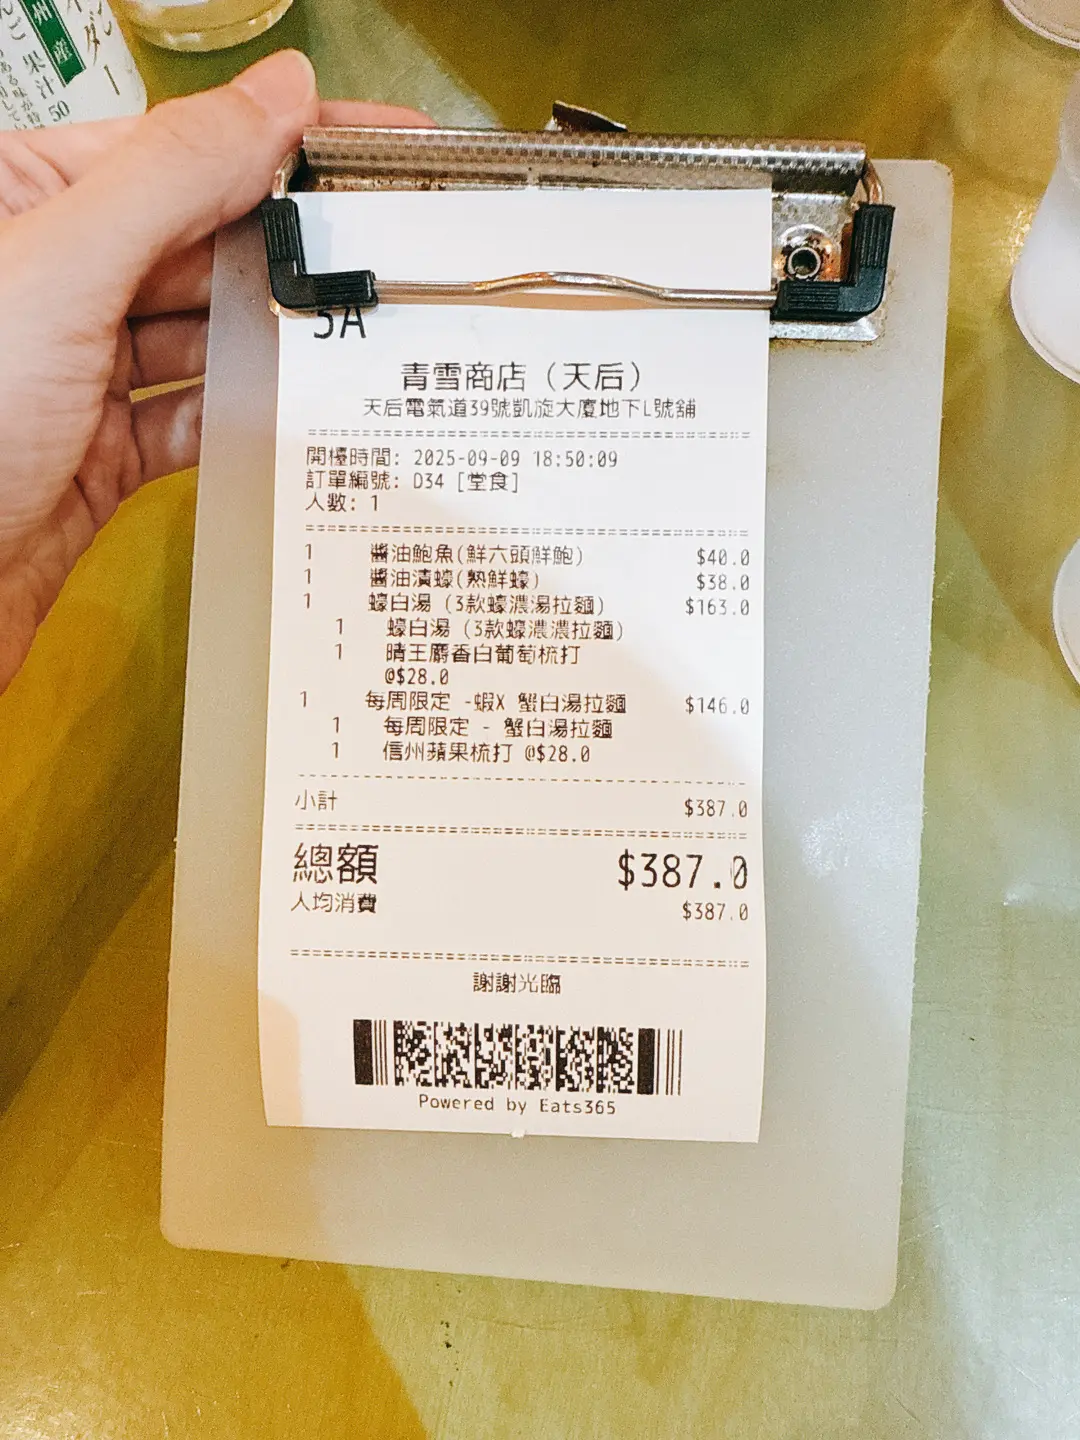 州産
果汁
50
ダー
5A
青雪商店（天后）
天后電氣道39號凱旋大廈地下L號舖
開檯時間: 2025-09-09 18:50:09
訂單編號: D34 [堂食]
人數: 1
1 醬油鮑魚(鮮六頭鮮鮑) $40.0
1 醬油漬蠔(熟鮮蠔) $38.0
1 蠔白湯 (3款蠔濃湯拉麵) $163.0
1 蠔白湯 (3款蠔濃濃拉麵)
1 晴王麝香白葡萄梳打
@$28.0
1 每周限定 -蝦X 蟹白湯拉麵 $146.0
1 每周限定 - 蟹白湯拉麵
1 信州蘋果梳打 @$28.0
小計 $387.0
總額 $387.0
人均消費 $387.0
謝謝光臨
Powered by Eats365